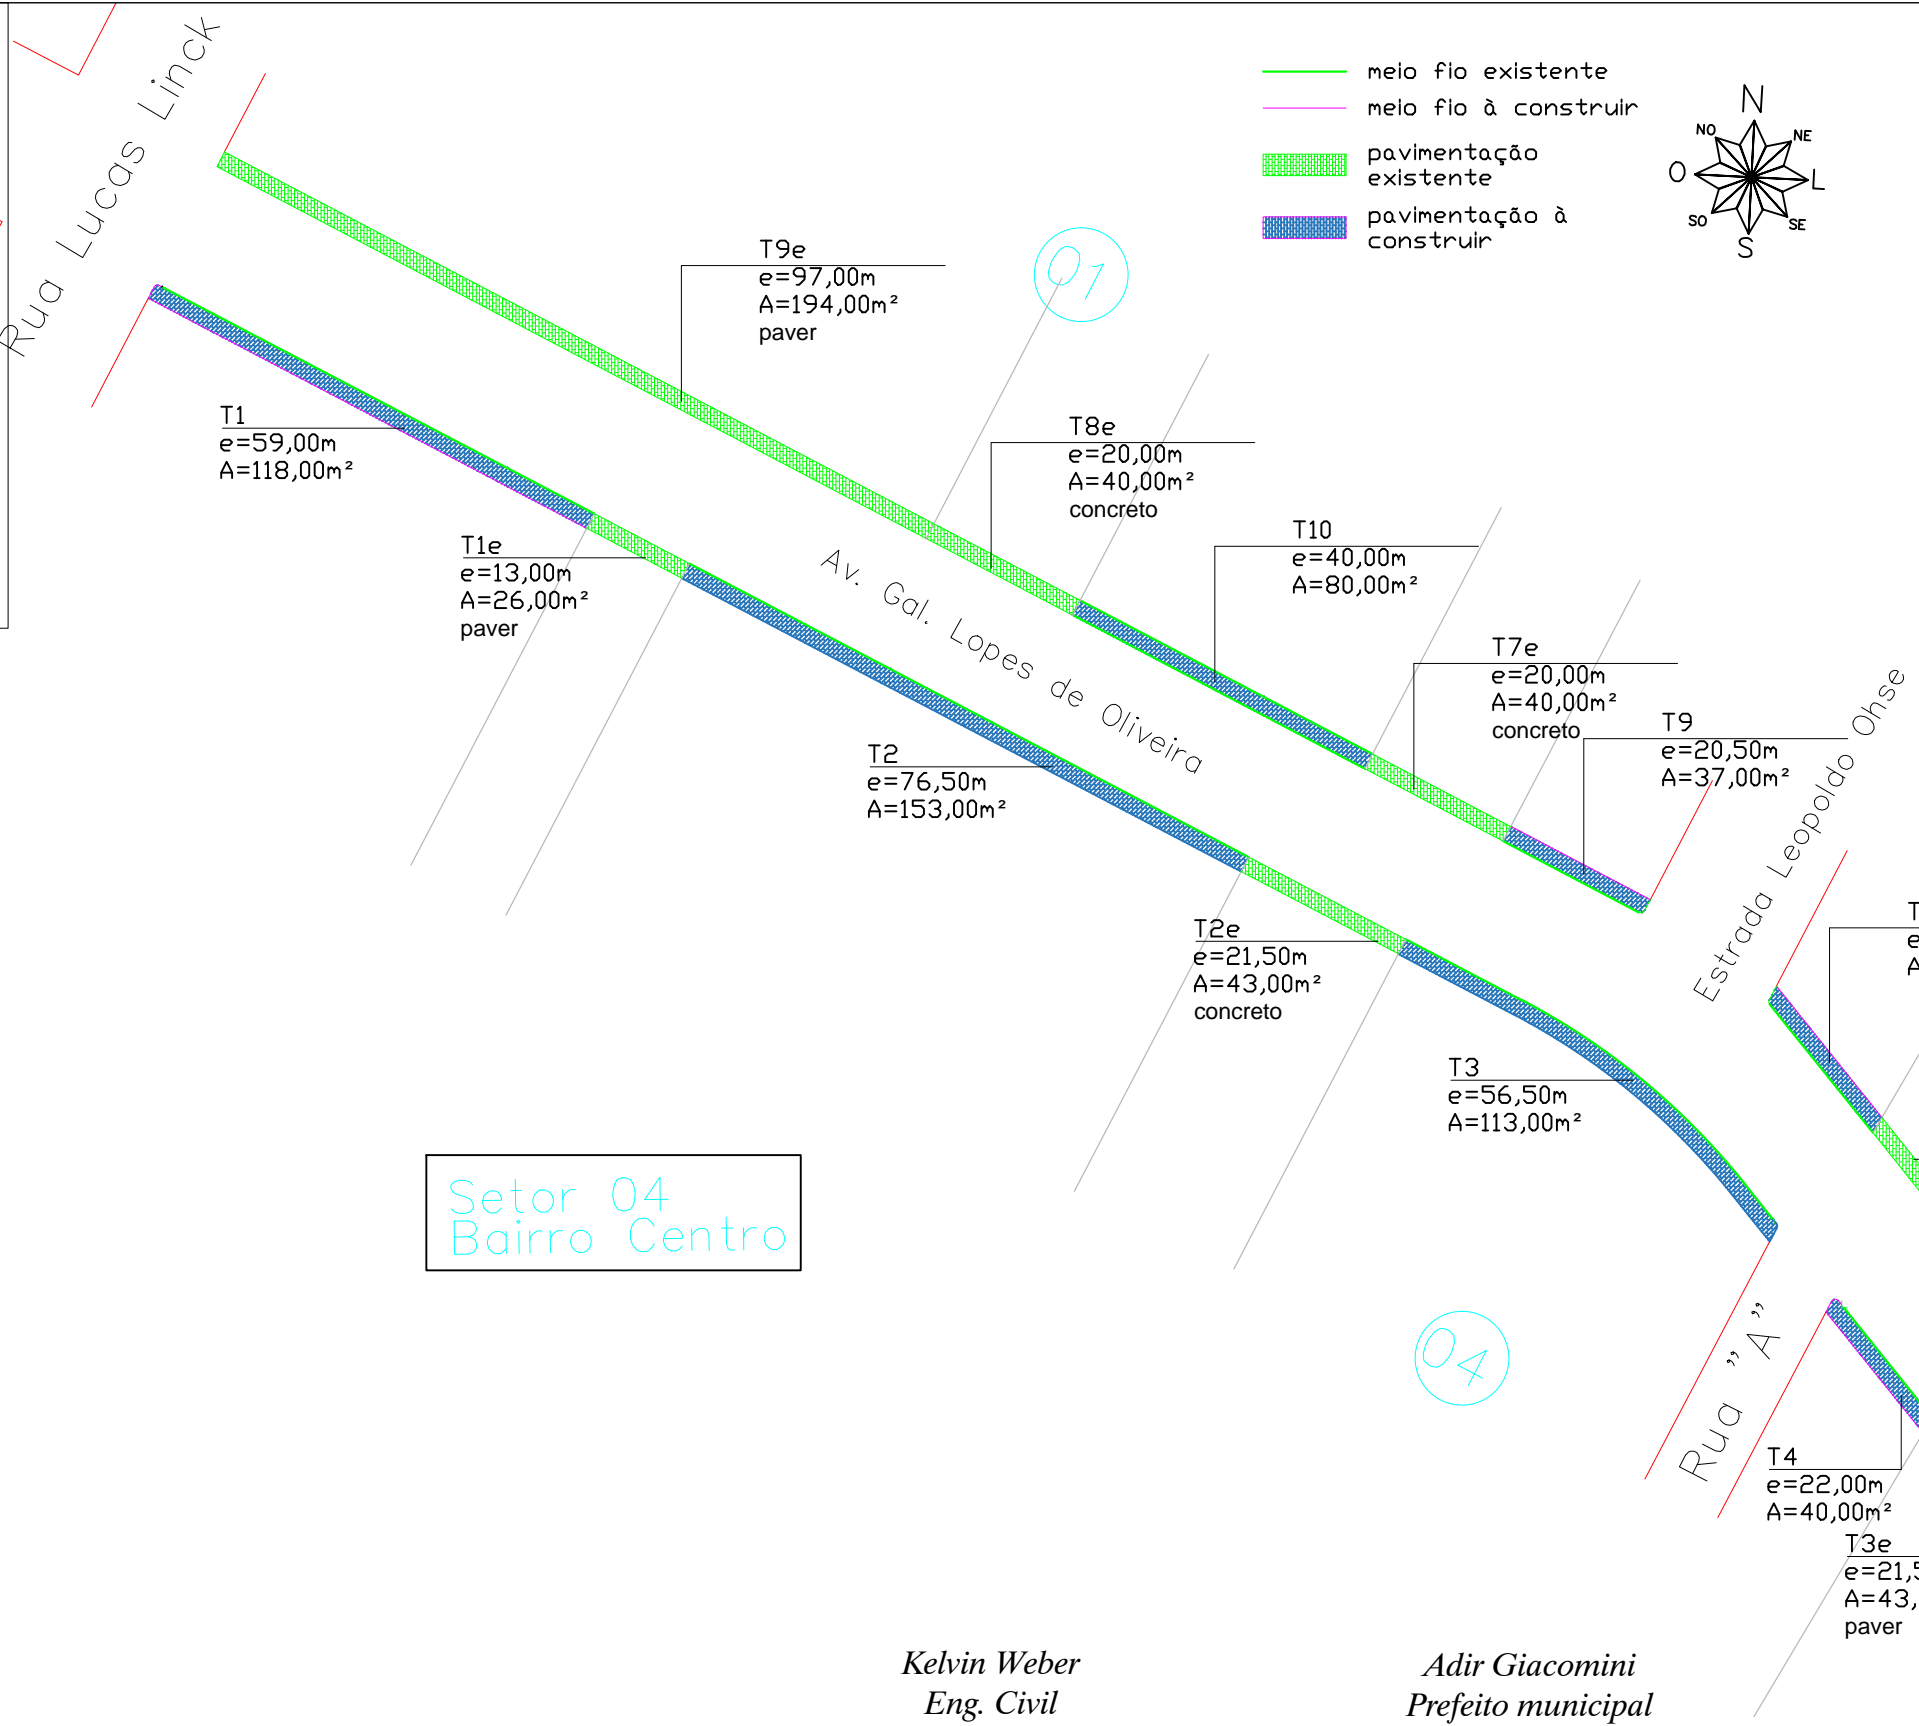 Rua Lucas Linck
meio fio existente
meio fio à construir
pavimentação
existente
pavimentação à
construir
N
NO
NE
O
L
SO
SE
S
01
T9e
e=97,00m
A=194,00m²
paver
T1
e=59,00m
A=118,00m²
T8e
e=20,00m
A=40,00m²
concreto
T1e
e=13,00m
A=26,00m²
paver
T10
e=40,00m
A=80,00m²
Av. Gal. Lopes de Oliveira
T7e
e=20,00m
A=40,00m²
concreto
T9
e=20,50m
A=37,00m²
T2
e=76,50m
A=153,00m²
Estrada Leopoldo Ohse
T
e
A
T2e
e=21,50m
A=43,00m²
concreto
T3
e=56,50m
A=113,00m²
Setor 04
Bairro Centro
04
Rua "A"
T4
e=22,00m
A=40,00m²
T3e
e=21,5
A=43,
paver
Kelvin Weber
Eng. Civil
Adir Giacomini
Prefeito municipal